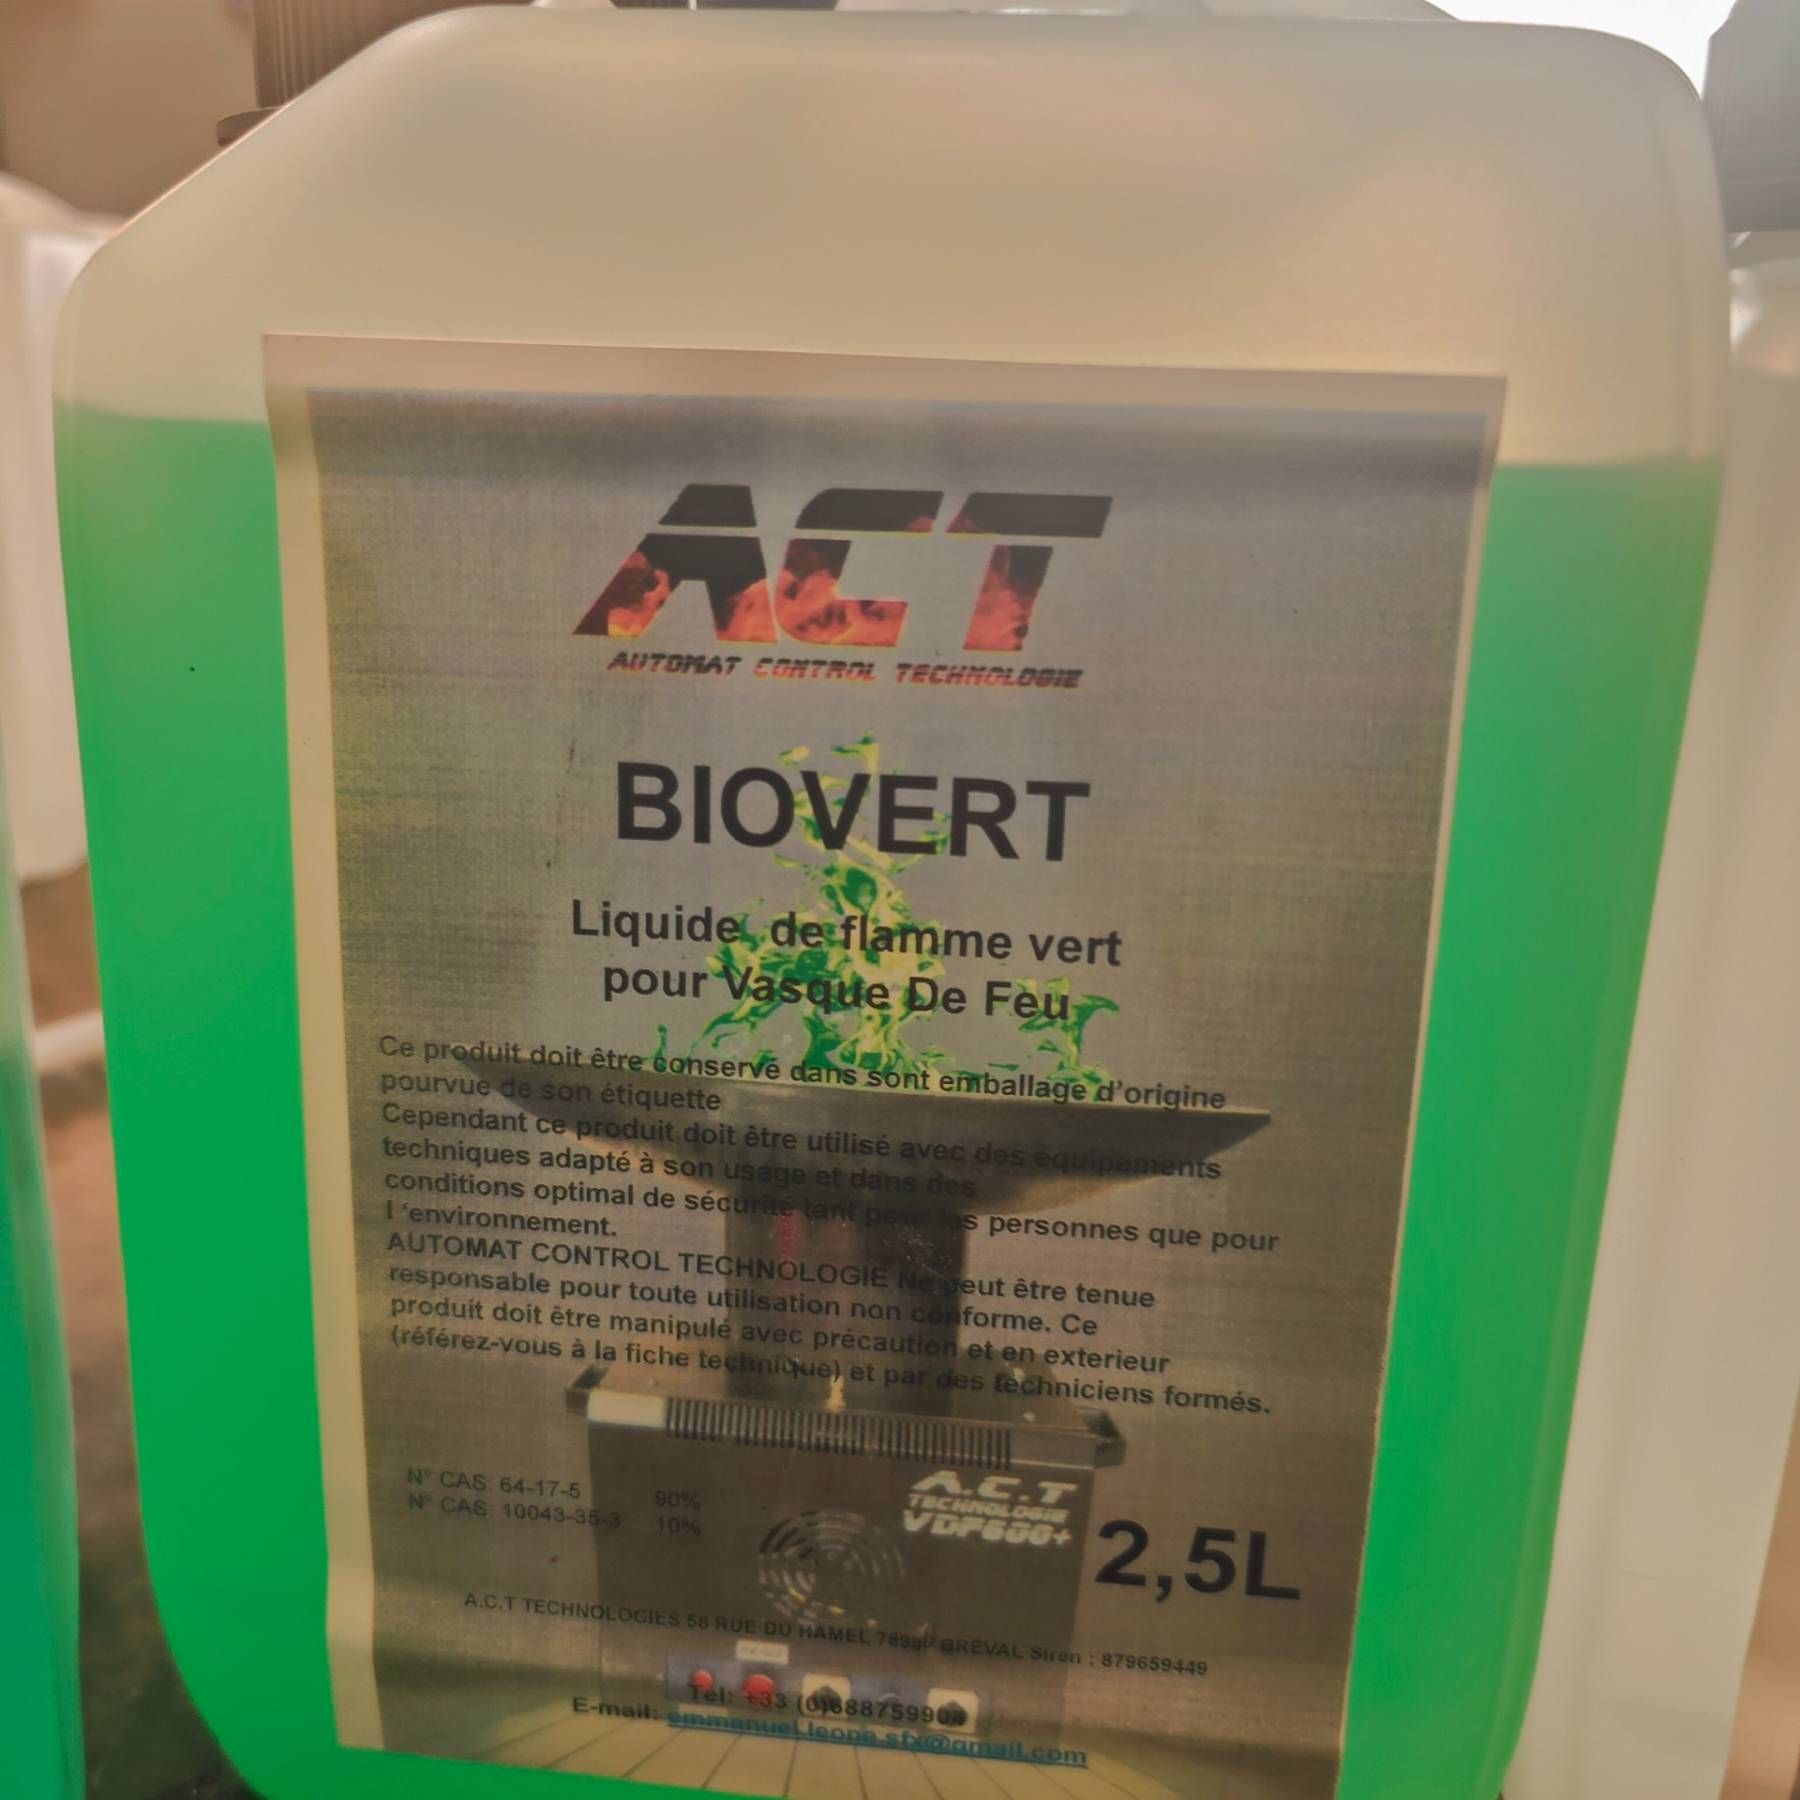 ACT
AUTOMAT CONTROL TECHNOLOGIE
BIOVERT
Liquide de flamme vert
pour Vasque De Feu
Ce produit doit être conservé dans sont emballage d'origine
pourvue de son étiquette
Cependant ce produit doit être utilisé avec des équipements
techniques adapté à son usage et dans des
conditions optimal de sécurité tant pour les personnes que pour
l 'environnement.
AUTOMAT CONTROL TECHNOLOGIE Ne peut être tenue
responsable pour toute utilisation non conforme. Ce
produit doit être manipulé avec précaution et en exterieur
(référez-vous à la fiche technique) et par des techniciens formés.
A.C.T
TECHNOLOGIE
N° CAS: 64-17-5 90%
N° CAS: 10043-35-3 10%
2,5L
A.C.T TECHNOLOGIES 58 RUE DU HAMEL BREVAL Siren : 879659449
Tel: +33 (0)688759904
E-mail: emmanuel.leone.sfx@gmail.com